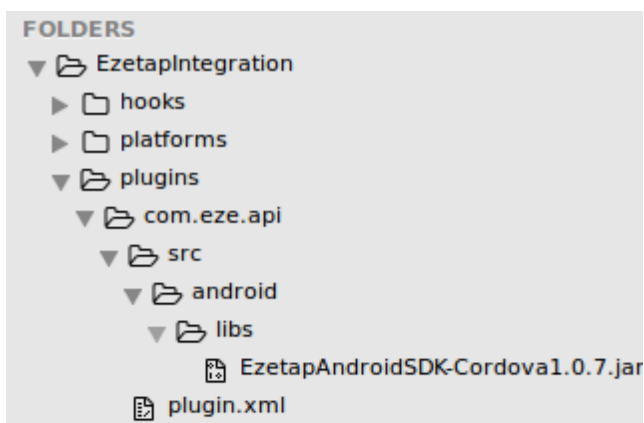 FOLDERS
EzetapIntegration
hooks
platforms
plugins
com.eze.api
src
android
libs
EzetapAndroidSDK-Cordova1.0.7.jar
plugin.xml